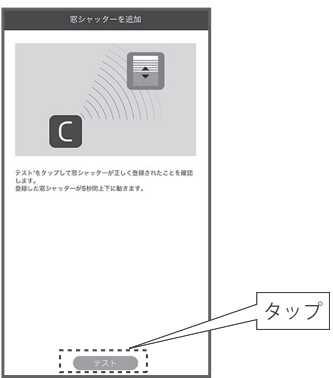 窓シャッターを追加
C
テスト"をタップして窓シャッターが正しく登録されたことを確認
します。
登録した窓シャッターが5秒間上下に動きます。
タップ
テスト